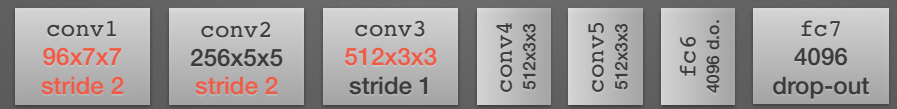 conv1
96x7x7
stride 2
conv2
256x5x5
stride 2
conv3
512x3x3
stride 1
conv4
512x3x3
conv5
512x3x3
fc6
4096 d.o.
fc7
4096
drop-out